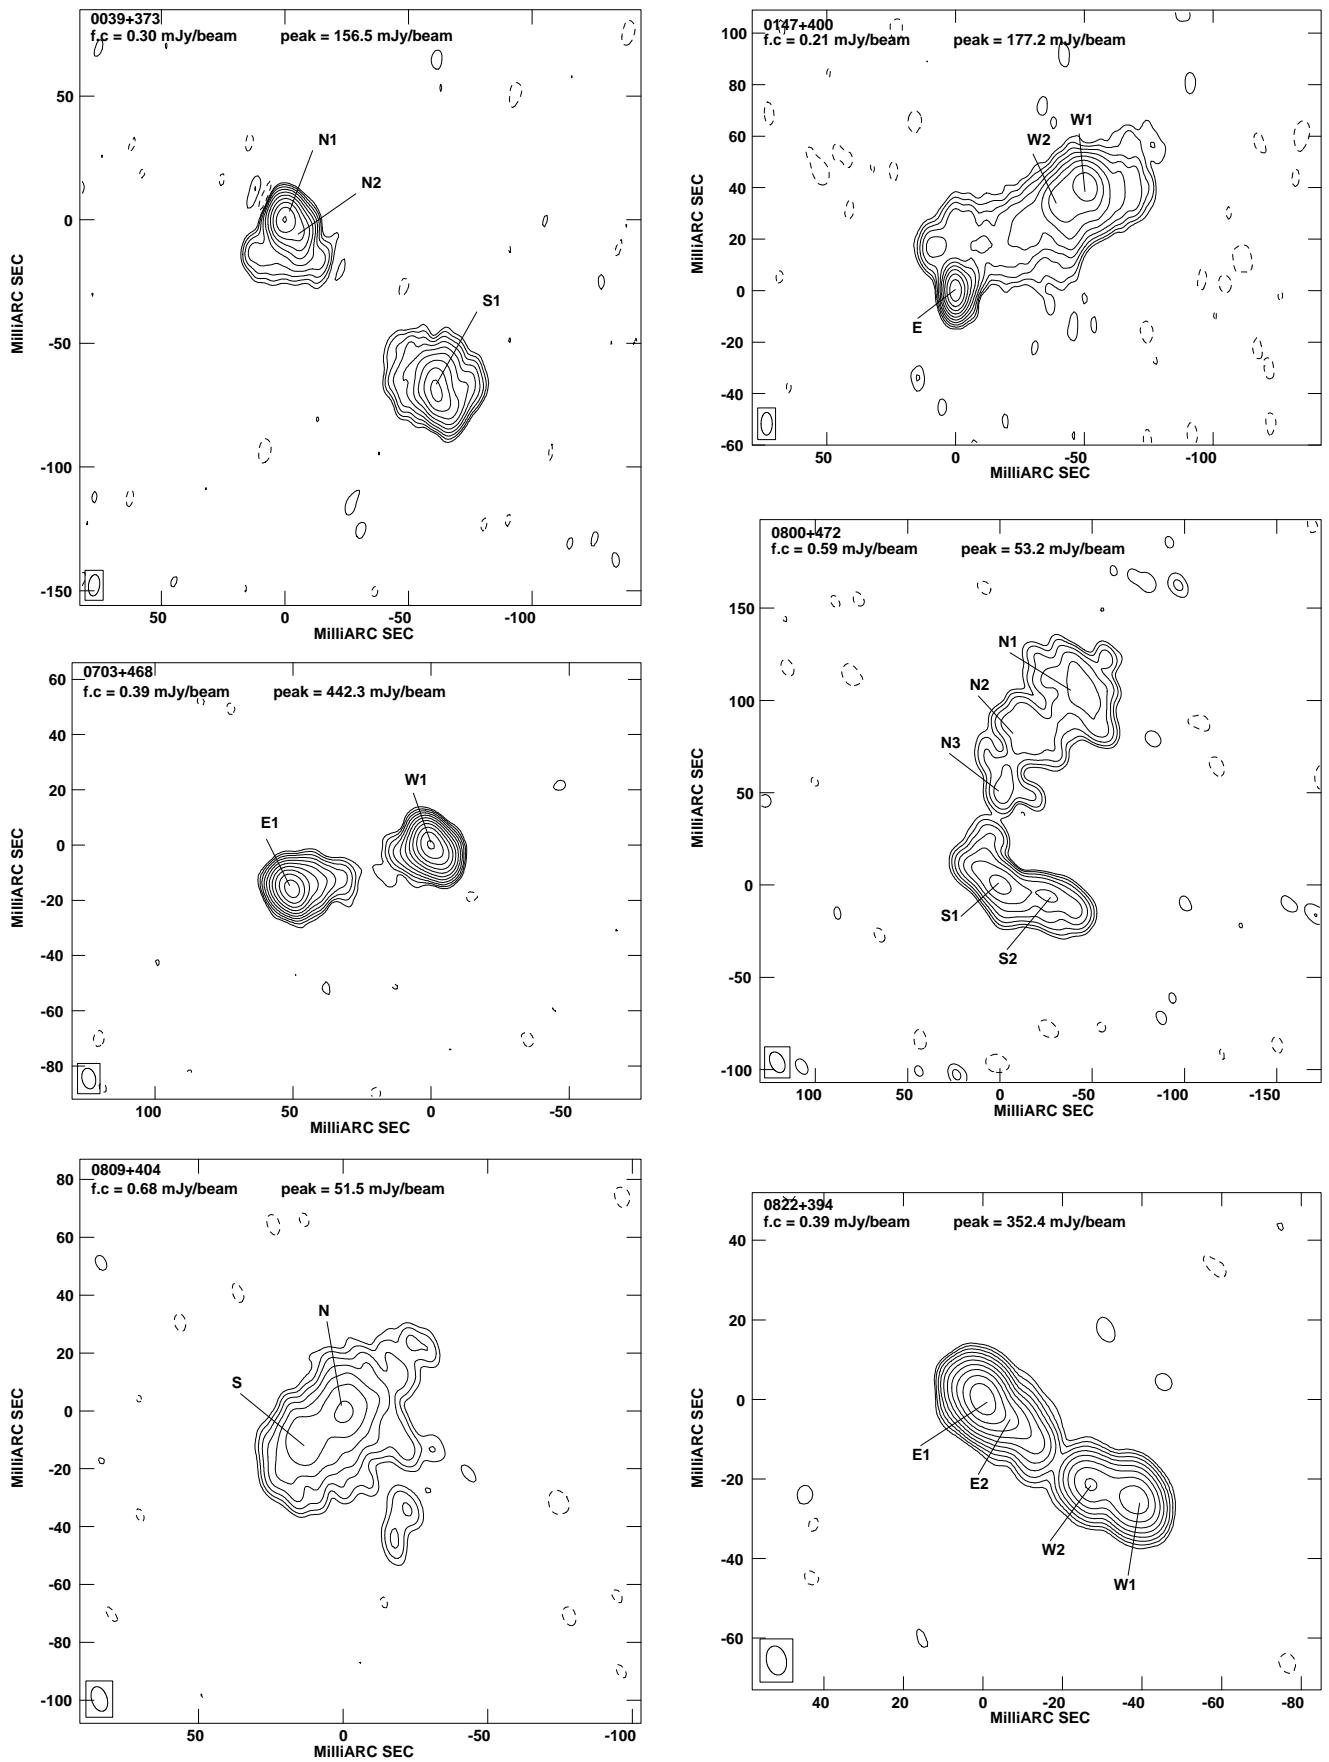 0039+373
f.c = 0.30 mJy/beam peak = 156.5 mJy/beam
N1
N2
S1
50
0
-50
-100
-150
MilliARC SEC
50 0 -50 -100
MilliARC SEC
0147+400
f.c = 0.21 mJy/beam peak = 177.2 mJy/beam
W1
W2
E
100
80
60
40
20
0
-20
-40
-60
MilliARC SEC
50 0 -50 -100
MilliARC SEC
0703+468
f.c = 0.39 mJy/beam peak = 442.3 mJy/beam
W1
E1
60
40
20
0
-20
-40
-60
-80
MilliARC SEC
100 50 0 -50
MilliARC SEC
0800+472
f.c = 0.59 mJy/beam peak = 53.2 mJy/beam
N1
N2
N3
S1
S2
150
100
50
0
-50
-100
MilliARC SEC
100 50 0 -50 -100 -150
MilliARC SEC
0809+404
f.c = 0.68 mJy/beam peak = 51.5 mJy/beam
N
S
80
60
40
20
0
-20
-40
-60
-80
-100
MilliARC SEC
50 0 -50 -100
MilliARC SEC
0822+394
f.c = 0.39 mJy/beam peak = 352.4 mJy/beam
E1
E2
W2
W1
40
20
0
-20
-40
-60
MilliARC SEC
40 20 0 -20 -40 -60 -80
MilliARC SEC